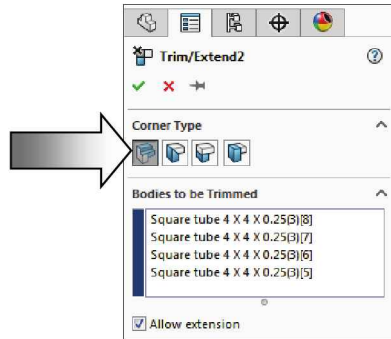 Trim/Extend2
Corner Type
Bodies to be Trimmed
Square tube 4 X 4 X 0.25(3)[8]
Square tube 4 X 4 X 0.25(3)[7]
Square tube 4 X 4 X 0.25(3)[6]
Square tube 4 X 4 X 0.25(3)[5]
Allow extension